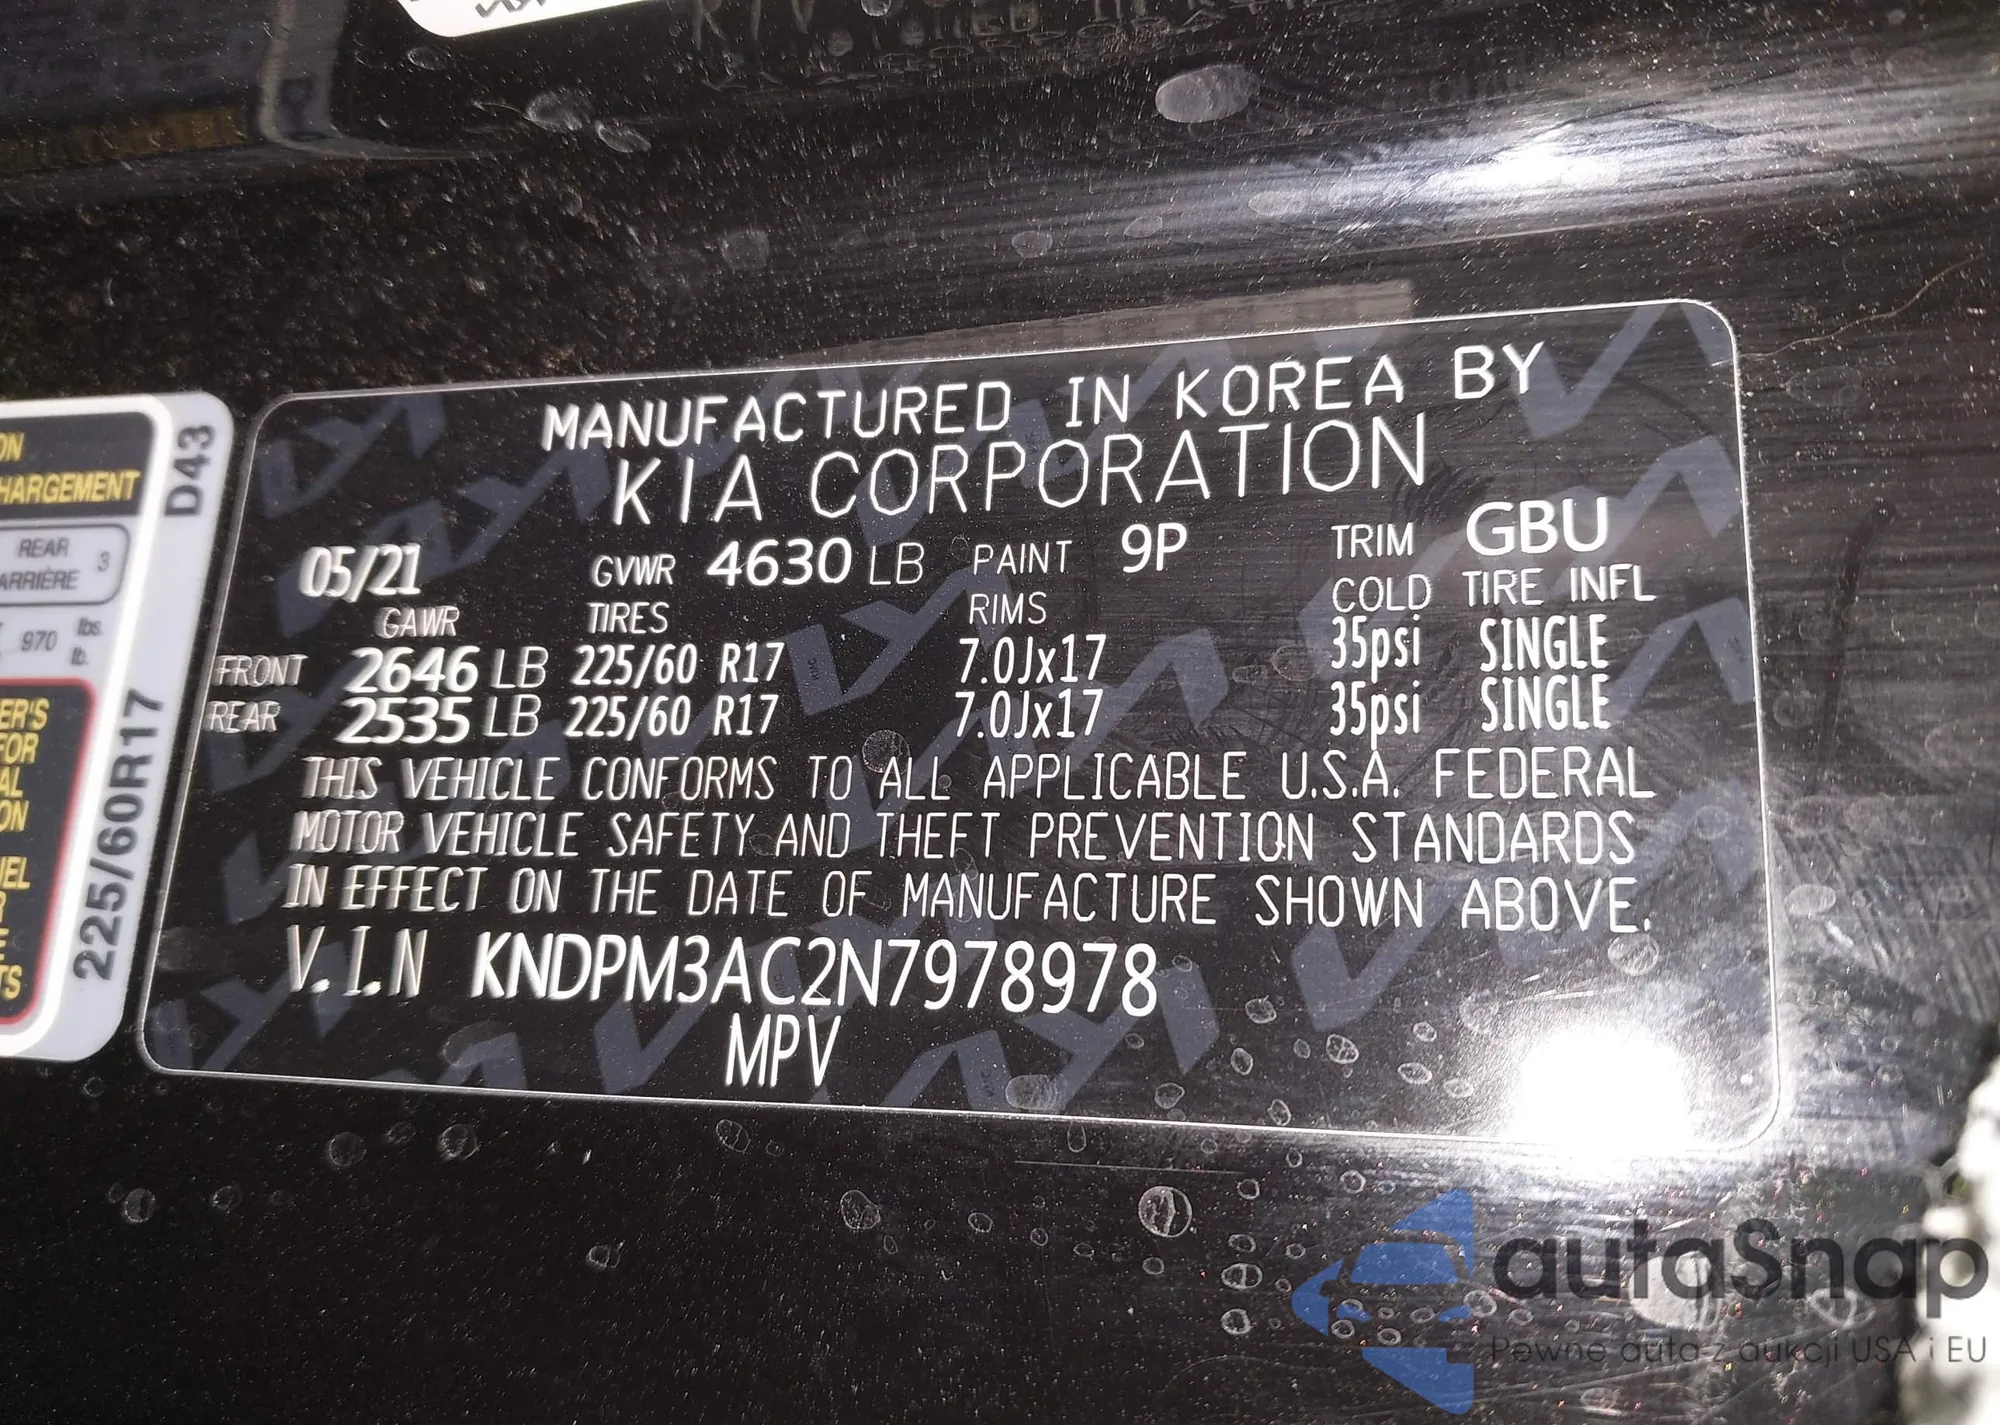 MANUFACTURED IN KOREA BY
KIA CORPORATION
05/21 GVWR 4630 LB PAINT 9P TRIM GBU
GAWR TIRES RIMS COLD TIRE INFL
FRONT 2646 LB 225/60 R17 7.0Jx17 35psi SINGLE
REAR 2535 LB 225/60 R17 7.0Jx17 35psi SINGLE
THIS VEHICLE CONFORMS TO ALL APPLICABLE U.S.A. FEDERAL
MOTOR VEHICLE SAFETY AND THEFT PREVENTION STANDARDS
IN EFFECT ON THE DATE OF MANUFACTURE SHOWN ABOVE.
V.I.N KNDPM3AC2N7978978
MPV
D43
225/60R17
REAR 3
970 lbs.
lb.
autaSnap
Pewne auta z aukcji USA i EU